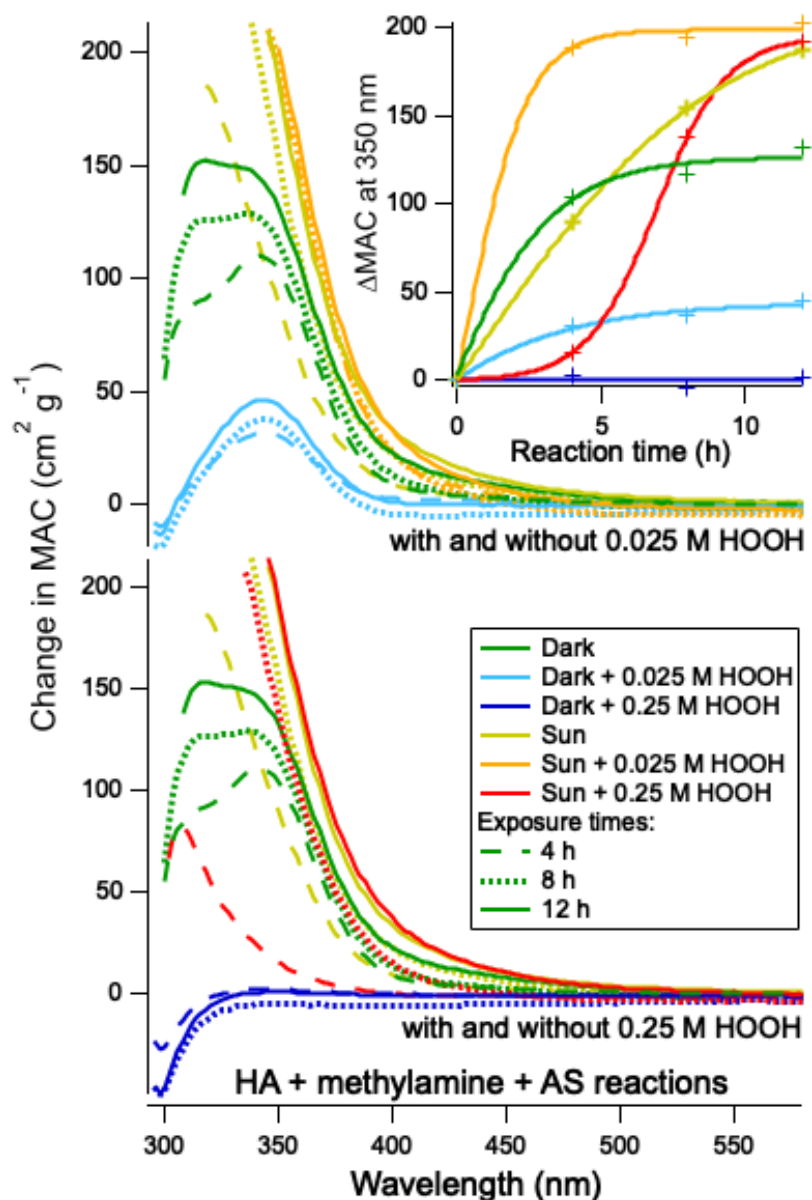 Change in MAC (cm² g⁻¹)
200
150
100
50
0
with and without 0.025 M HOOH
ΔMAC at 350 nm
200
150
100
50
0
0 5 10
Reaction time (h)
200
150
100
50
0
Dark
Dark + 0.025 M HOOH
Dark + 0.25 M HOOH
Sun
Sun + 0.025 M HOOH
Sun + 0.25 M HOOH
Exposure times:
4 h
8 h
12 h
with and without 0.25 M HOOH
HA + methylamine + AS reactions
300 350 400 450 500 550
Wavelength (nm)